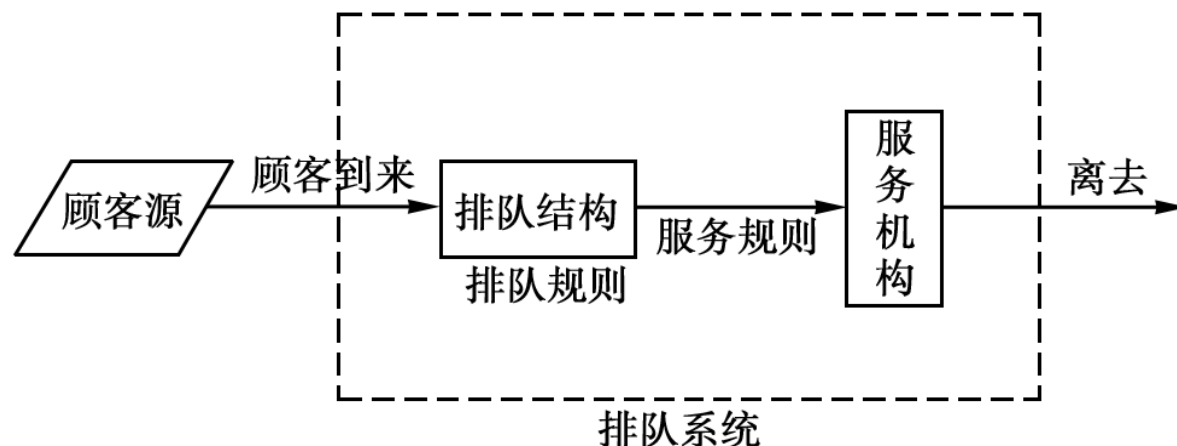 顾客源
顾客到来
排队结构
排队规则
服务规则
服务机构
离去
排队系统